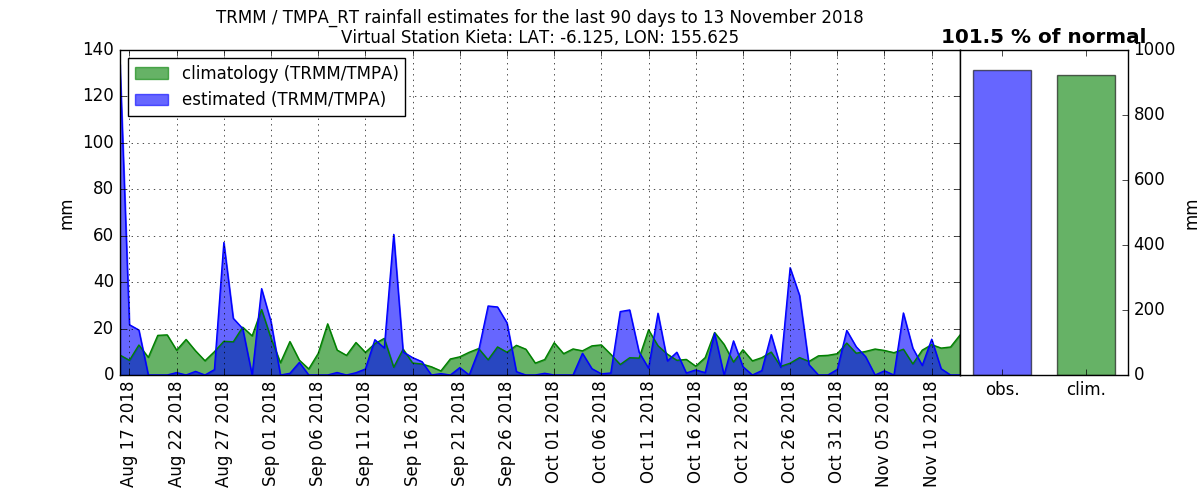 TRMM / TMPA_RT rainfall estimates for the last 90 days to 13 November 2018
Virtual Station Kieta: LAT: -6.125, LON: 155.625
101.5 % of normal
climatology (TRMM/TMPA)
estimated (TRMM/TMPA)
140
120
100
80
60
40
20
0
mm
Aug 17 2018
Aug 22 2018
Aug 27 2018
Sep 01 2018
Sep 06 2018
Sep 11 2018
Sep 16 2018
Sep 21 2018
Sep 26 2018
Oct 01 2018
Oct 06 2018
Oct 11 2018
Oct 16 2018
Oct 21 2018
Oct 26 2018
Oct 31 2018
Nov 05 2018
Nov 10 2018
obs.
clim.
1000
800
600
400
200
0
mm